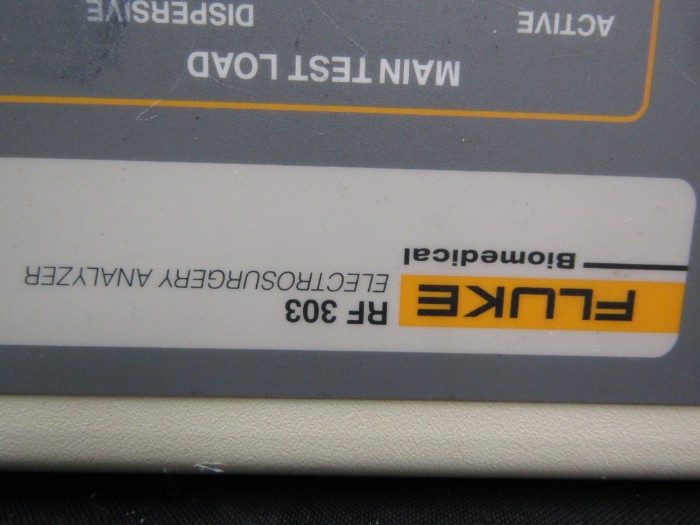 FLUKE
Biomedical
RF 303
ELECTROSURGERY ANALYZER
MAIN TEST LOAD
ACTIVE
DISPERSIVE